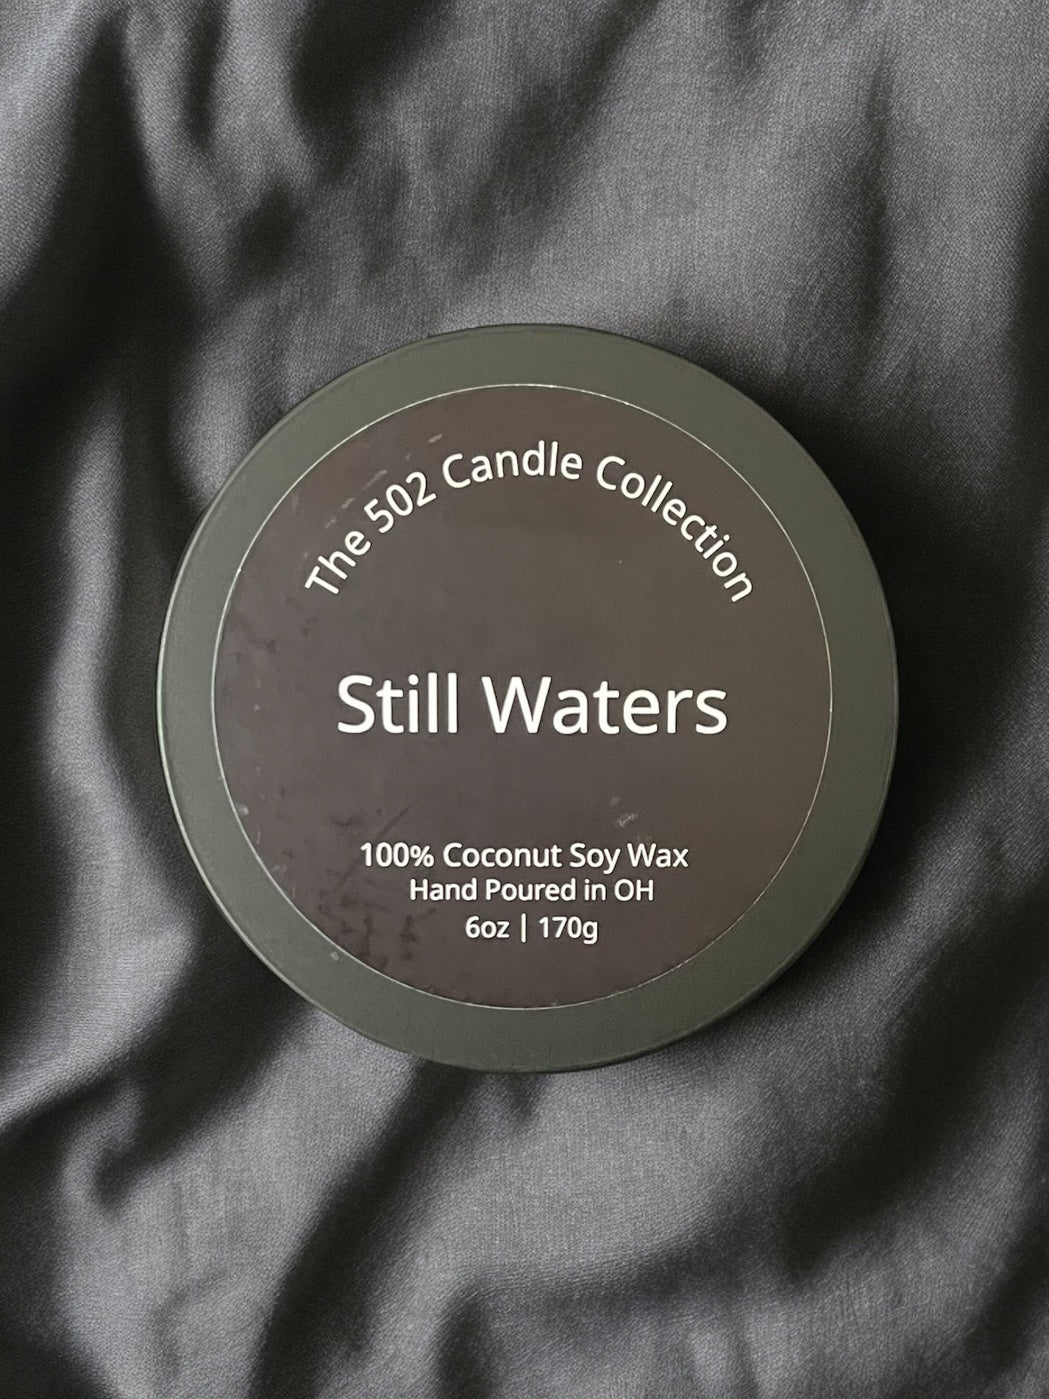 The 502 Candle Collection
Still Waters
100% Coconut Soy Wax
Hand Poured in OH
6oz | 170g